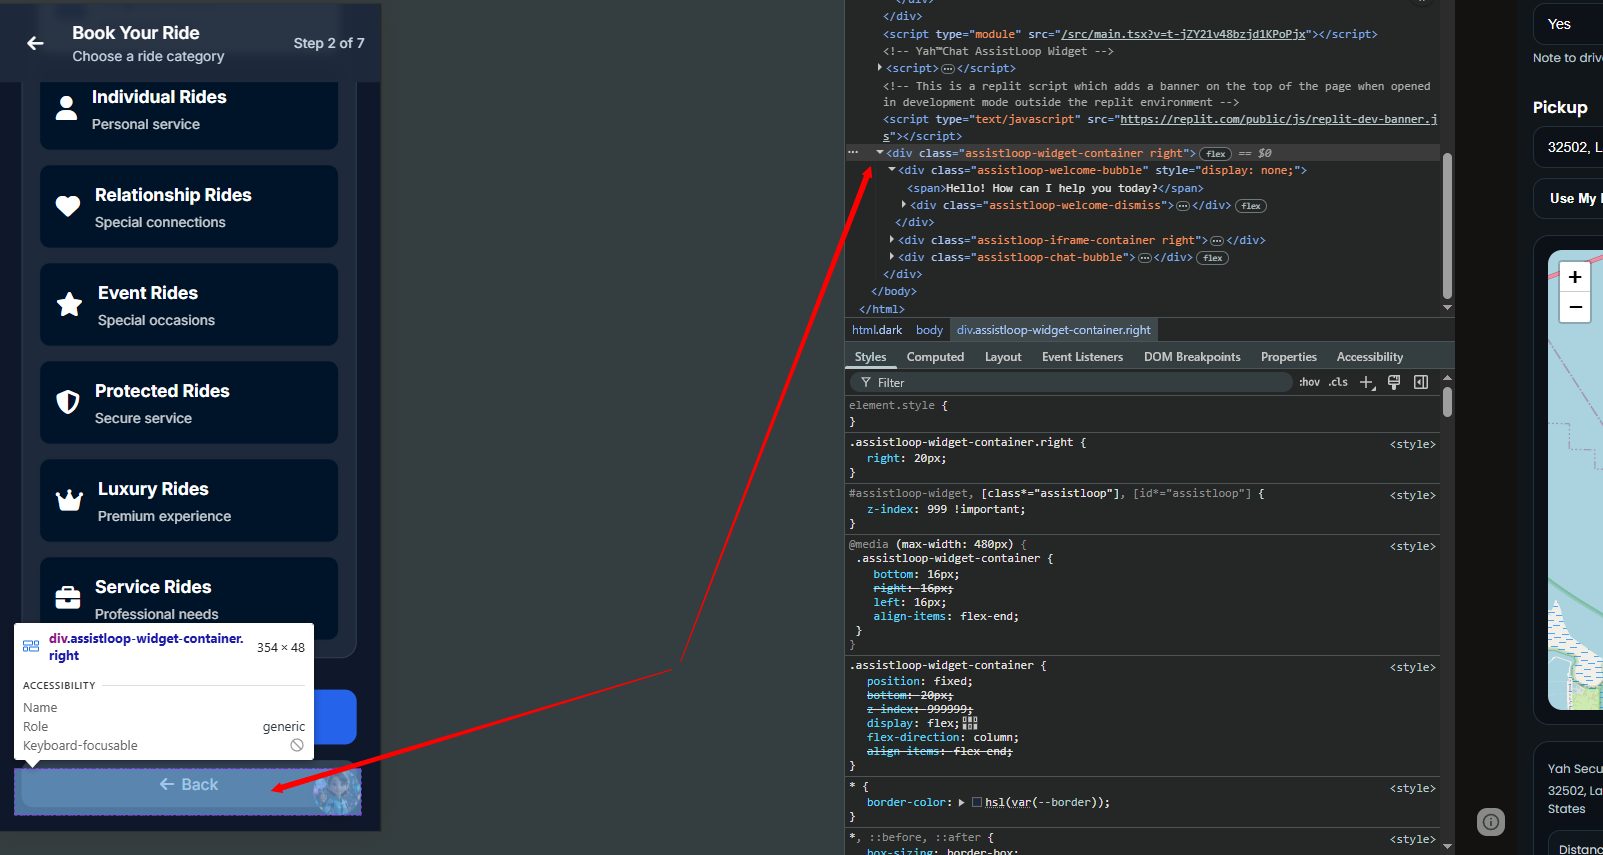 Book Your Ride
Choose a ride category
Step 2 of 7
Individual Rides
Personal service
Relationship Rides
Special connections
Event Rides
Special occasions
Protected Rides
Secure service
Luxury Rides
Premium experience
Service Rides
Professional needs
div.assistloop-widget-container.
right
354 × 48
ACCESSIBILITY
Name
Role
generic
Keyboard-focusable
← Back
</div>
<script type="module" src="/src/main.tsx?v=t-jZY21v48bzjd1KPoPjx"></script>
<!-- Yah™Chat AssistLoop Widget -->
<script>…</script>
<!-- This is a replit script which adds a banner on the top of the page when opened
in development mode outside the replit environment -->
<script type="text/javascript" src="https://replit.com/public/js/replit-dev-banner.j
s"></script>
… <div class="assistloop-widget-container right"> flex == $0
<div class="assistloop-welcome-bubble" style="display: none;">
<span>Hello! How can I help you today?</span>
<div class="assistloop-welcome-dismiss">…</div> flex
</div>
<div class="assistloop-iframe-container right">…</div>
<div class="assistloop-chat-bubble">…</div> flex
</div>
</body>
</html>
html.dark body div.assistloop-widget-container.right
Styles Computed Layout Event Listeners DOM Breakpoints Properties Accessibility
Filter :hov .cls +
element.style {
}
.assistloop-widget-container.right { <style>
right: 20px;
}
#assistloop-widget, [class*="assistloop"], [id*="assistloop"] { <style>
z-index: 999 !important;
}
@media (max-width: 480px) { <style>
.assistloop-widget-container {
bottom: 16px;
right: 16px;
left: 16px;
align-items: flex-end;
}
}
.assistloop-widget-container { <style>
position: fixed;
bottom: 20px;
z-index: 999999;
display: flex;
flex-direction: column;
align-items: flex-end;
}
* { <style>
border-color: hsl(var(--border));
}
*, ::before, ::after { <style>
box-sizing: border-box;
Yes
Note to driv
Pickup
32502, L
Use My
+
−
Yah Secu
32502, La
States
Distanc